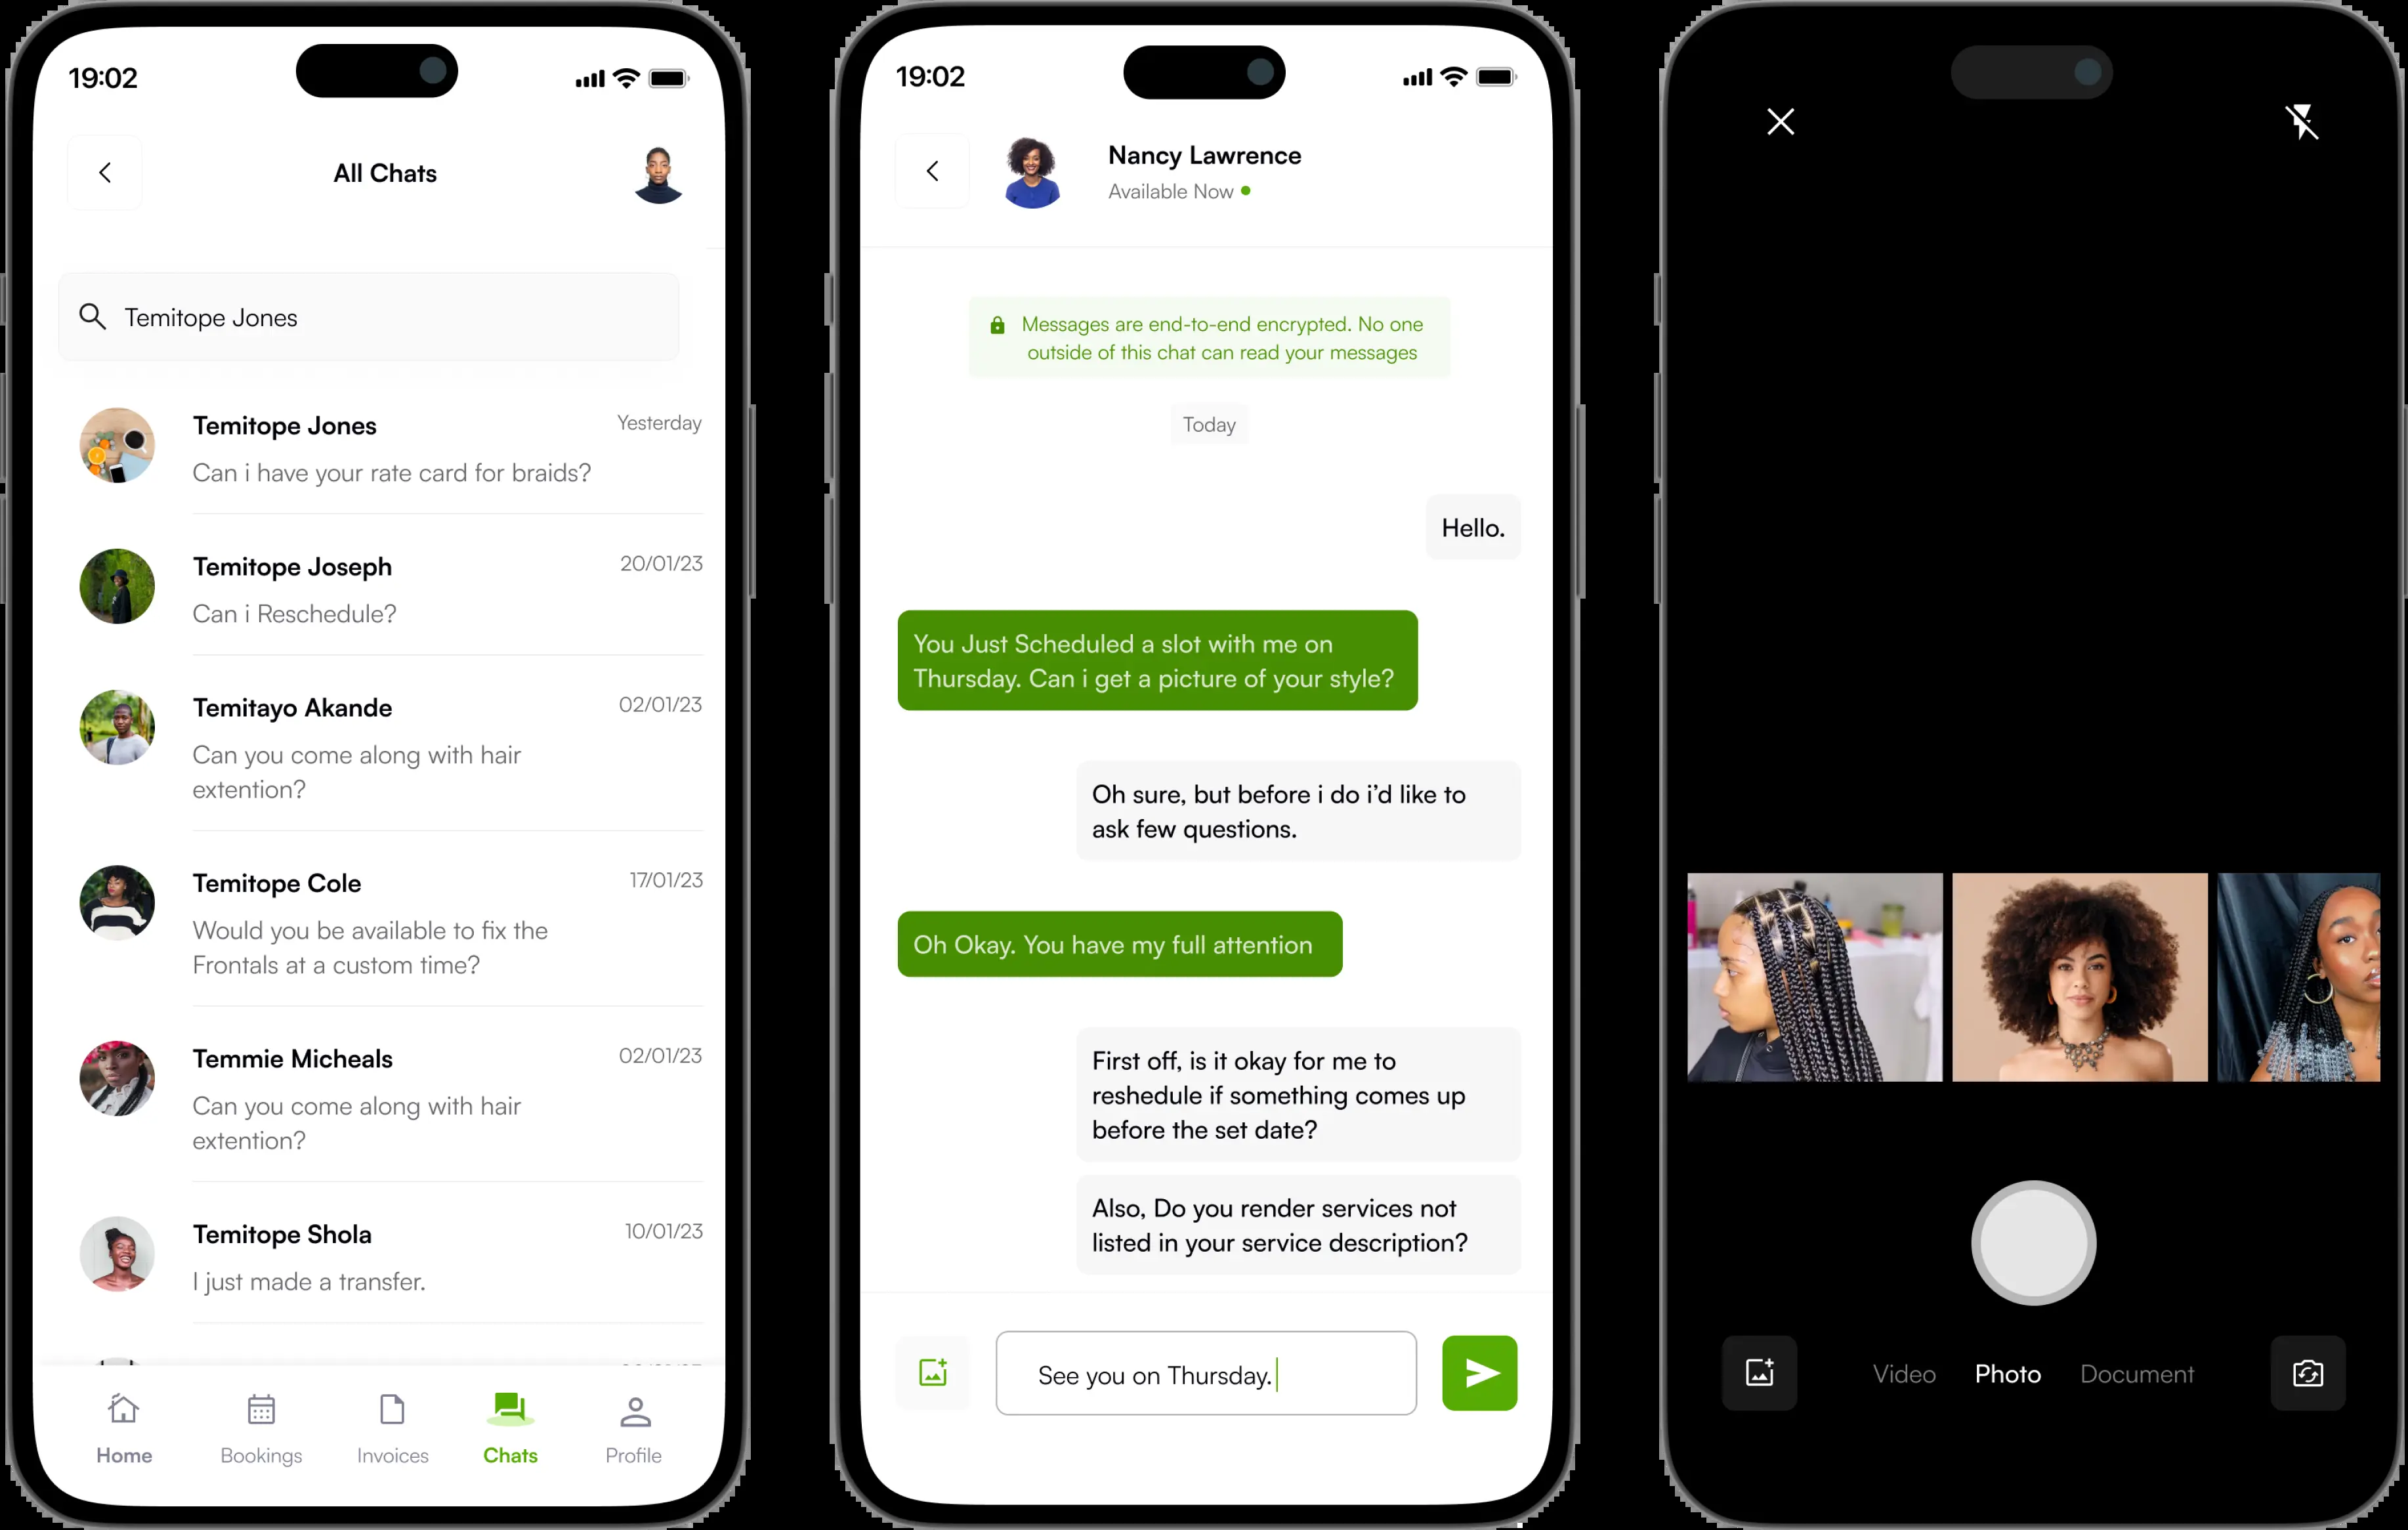 19:02
All Chats
Temitope Jones
Temitope Jones
Yesterday
Can i have your rate card for braids?
Temitope Joseph
20/01/23
Can i Reschedule?
Temitayo Akande
02/01/23
Can you come along with hair
extention?
Temitope Cole
17/01/23
Would you be available to fix the
Frontals at a custom time?
Temmie Micheals
02/01/23
Can you come along with hair
extention?
Temitope Shola
10/01/23
I just made a transfer.
Home
Bookings
Invoices
Chats
Profile
19:02
Nancy Lawrence
Available Now
Messages are end-to-end encrypted. No one
outside of this chat can read your messages
Today
Hello.
You Just Scheduled a slot with me on
Thursday. Can i get a picture of your style?
Oh sure, but before i do i’d like to
ask few questions.
Oh Okay. You have my full attention
First off, is it okay for me to
reshedule if something comes up
before the set date?
Also, Do you render services not
listed in your service description?
See you on Thursday.
Video
Photo
Document